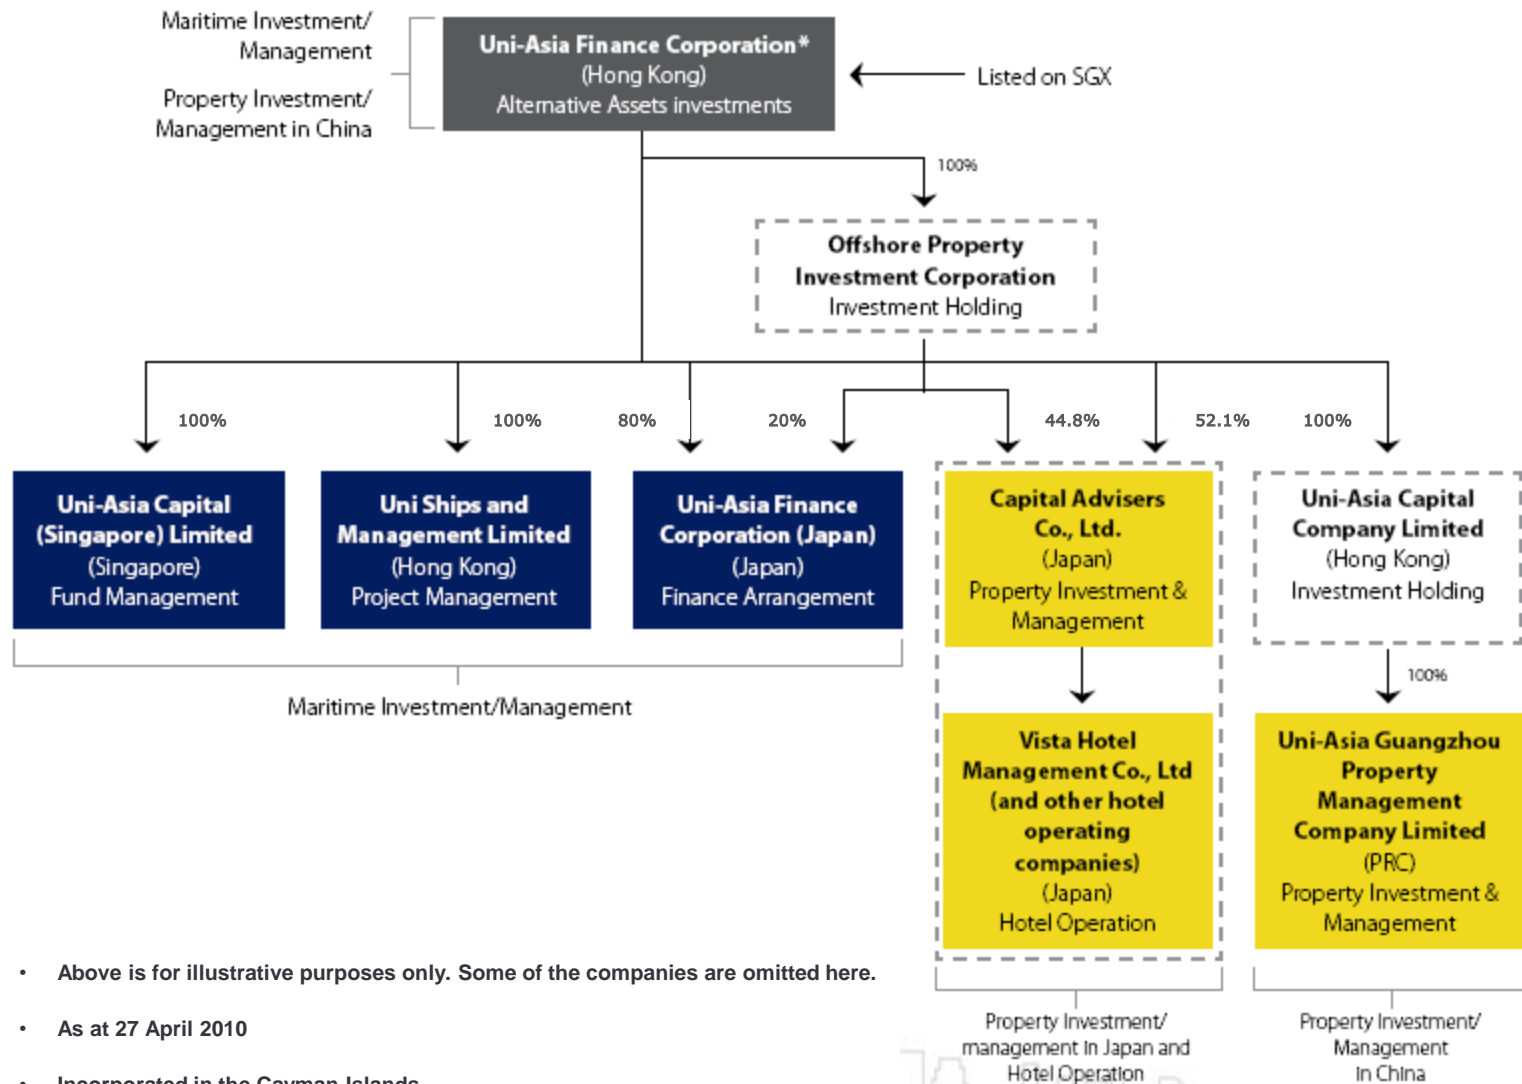 Maritime Investment/
Management
Property Investment/
Management in China
Uni-Asia Finance Corporation*
(Hong Kong)
Alternative Assets investments
Listed on SGX
100%
Offshore Property
Investment Corporation
Investment Holding
100%
100%
80%
20%
44.8%
52.1%
100%
Uni-Asia Capital
(Singapore) Limited
(Singapore)
Fund Management
Uni Ships and
Management Limited
(Hong Kong)
Project Management
Uni-Asia Finance
Corporation (Japan)
(Japan)
Finance Arrangement
Capital Advisers
Co., Ltd.
(Japan)
Property Investment &
Management
Uni-Asia Capital
Company Limited
(Hong Kong)
Investment Holding
Maritime Investment/Management
100%
Vista Hotel
Management Co., Ltd
(and other hotel
operating
companies)
(Japan)
Hotel Operation
Uni-Asia Guangzhou
Property
Management
Company Limited
(PRC)
Property Investment &
Management
Property Investment/
management in Japan and
Hotel Operation
Property Investment/
Management
in China
• Above is for illustrative purposes only. Some of the companies are omitted here.
• As at 27 April 2010
• Incorporated in the Cayman Islands